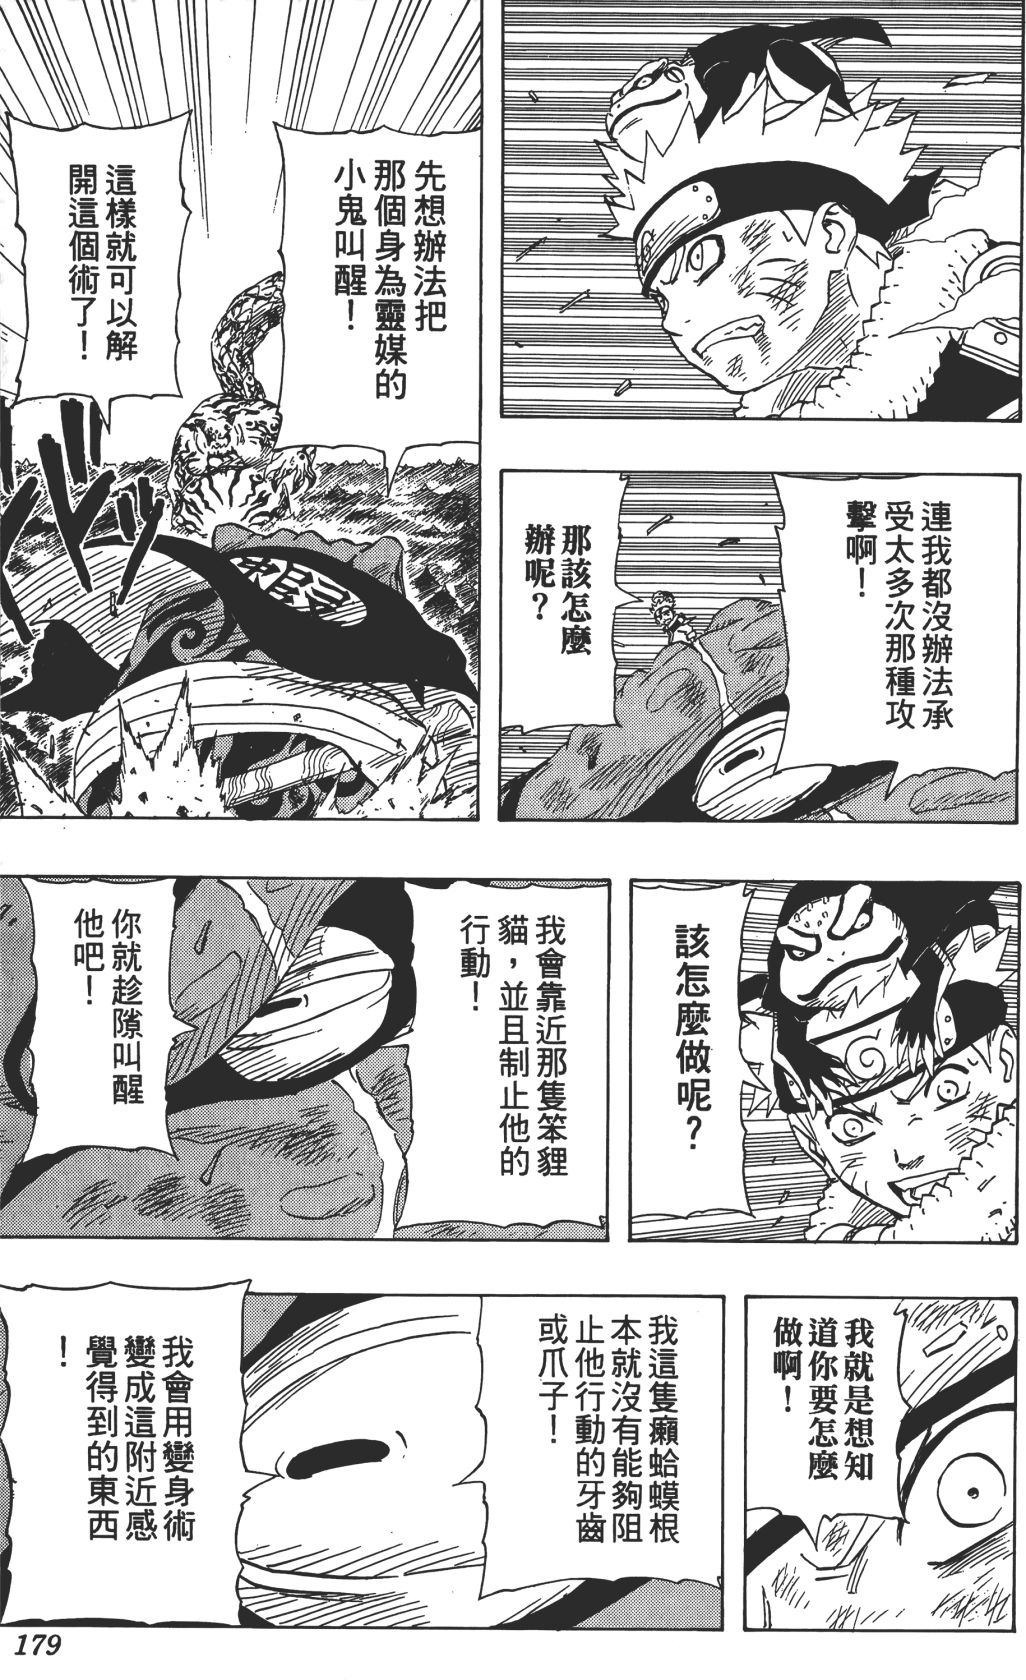 連我都沒辦法承
受太多次那種攻
擊啊！
那該怎麼
辦呢？
先想辦法把
那個身為靈媒的
小鬼叫醒！
這樣就可以解
開這個術了！
該怎麼做呢？
我會靠近那隻笨貍
貓，並且制止他的
行動！
你就趁隙叫醒
他吧！
我就是想知
道你要怎麼
做啊！
我這隻癩蛤蟆根
本就沒有能夠阻
止他行動的牙齒
或爪子！
我會用變身術
變成這附近感
覺得到的東西
！
179